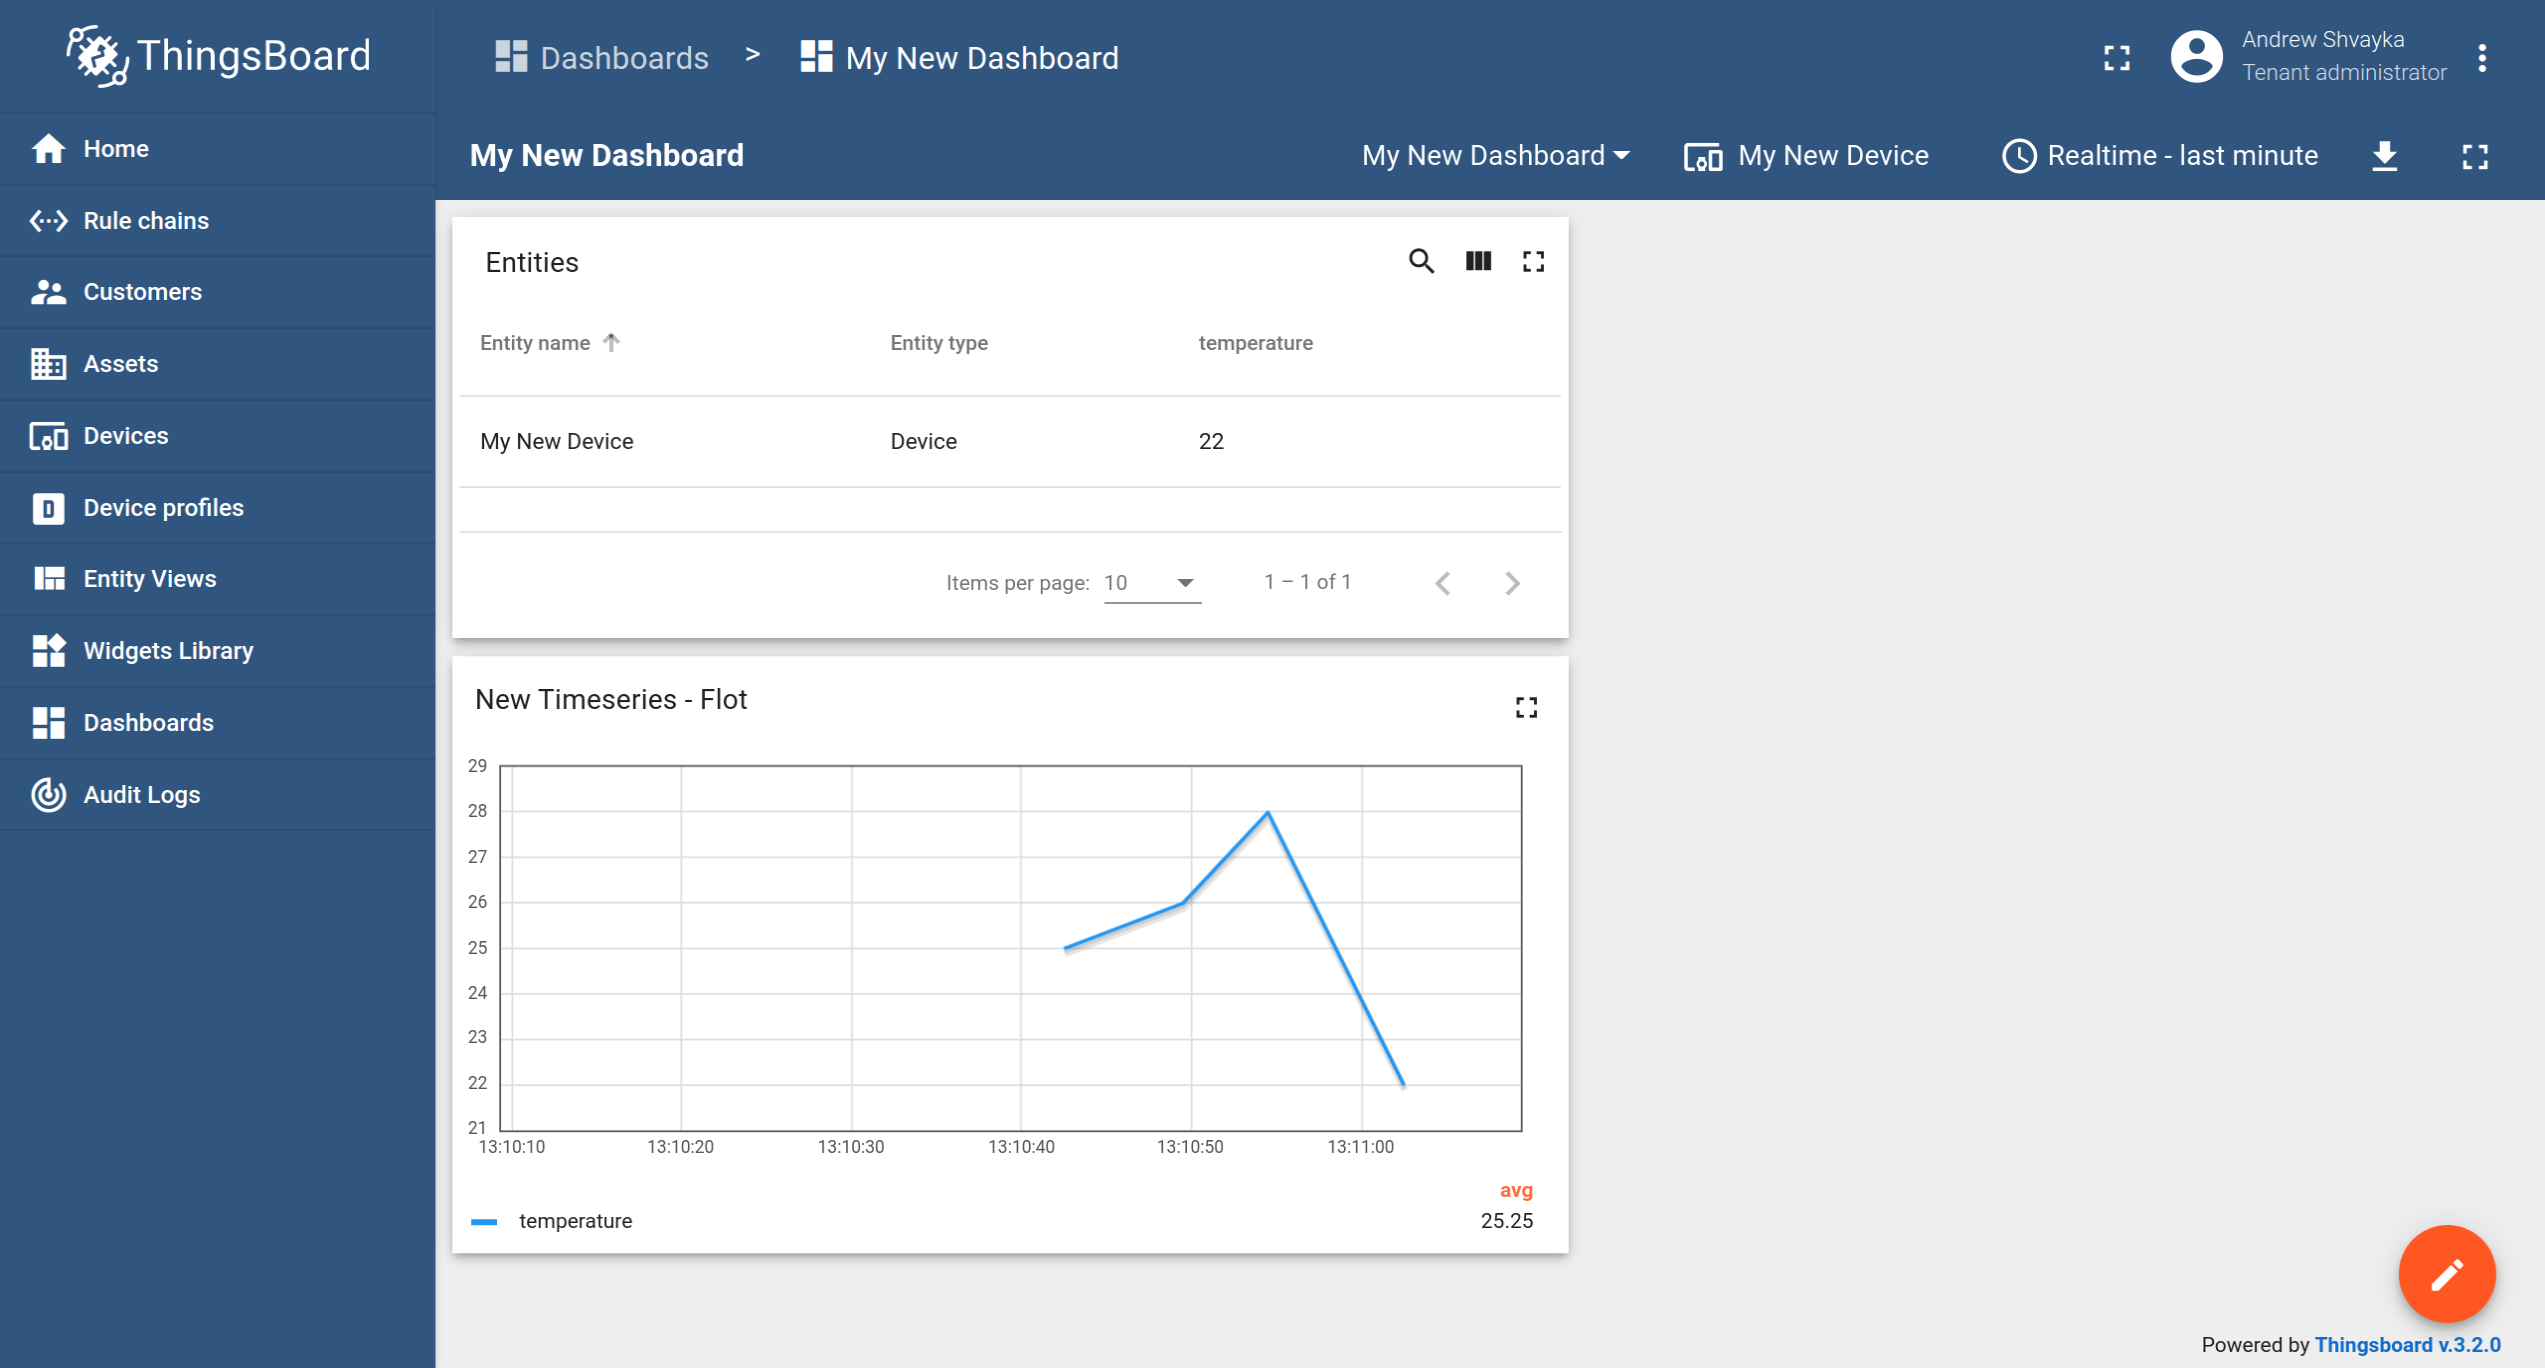 ThingsBoard
Dashboards > My New Dashboard
Andrew Shvayka
Tenant administrator
Home
Rule chains
Customers
Assets
Devices
D Device profiles
Entity Views
Widgets Library
Dashboards
Audit Logs
My New Dashboard
My New Dashboard My New Device Realtime - last minute
Entities
Entity name Entity type temperature
My New Device Device 22
Items per page: 10 1 – 1 of 1
New Timeseries - Flot
29
28
27
26
25
24
23
22
21
13:10:10 13:10:20 13:10:30 13:10:40 13:10:50 13:11:00
avg
temperature 25.25
Powered by Thingsboard v.3.2.0